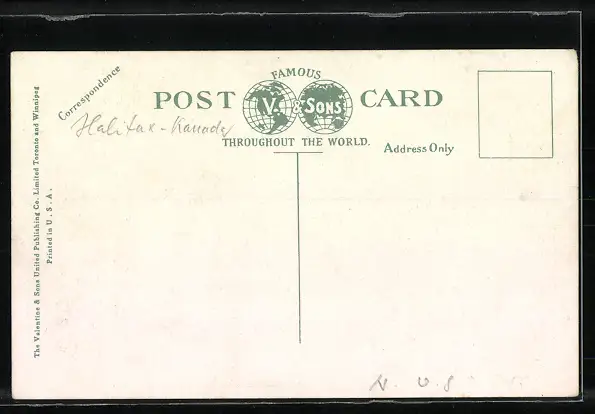 Correspondence
FAMOUS
POST V. & SONS CARD
THROUGHOUT THE WORLD.
Address Only
Halifax - Kanada
The Valentine & Sons United Publishing Co. Limited Toronto and Winnipeg
Printed in U. S. A.
N. U. S